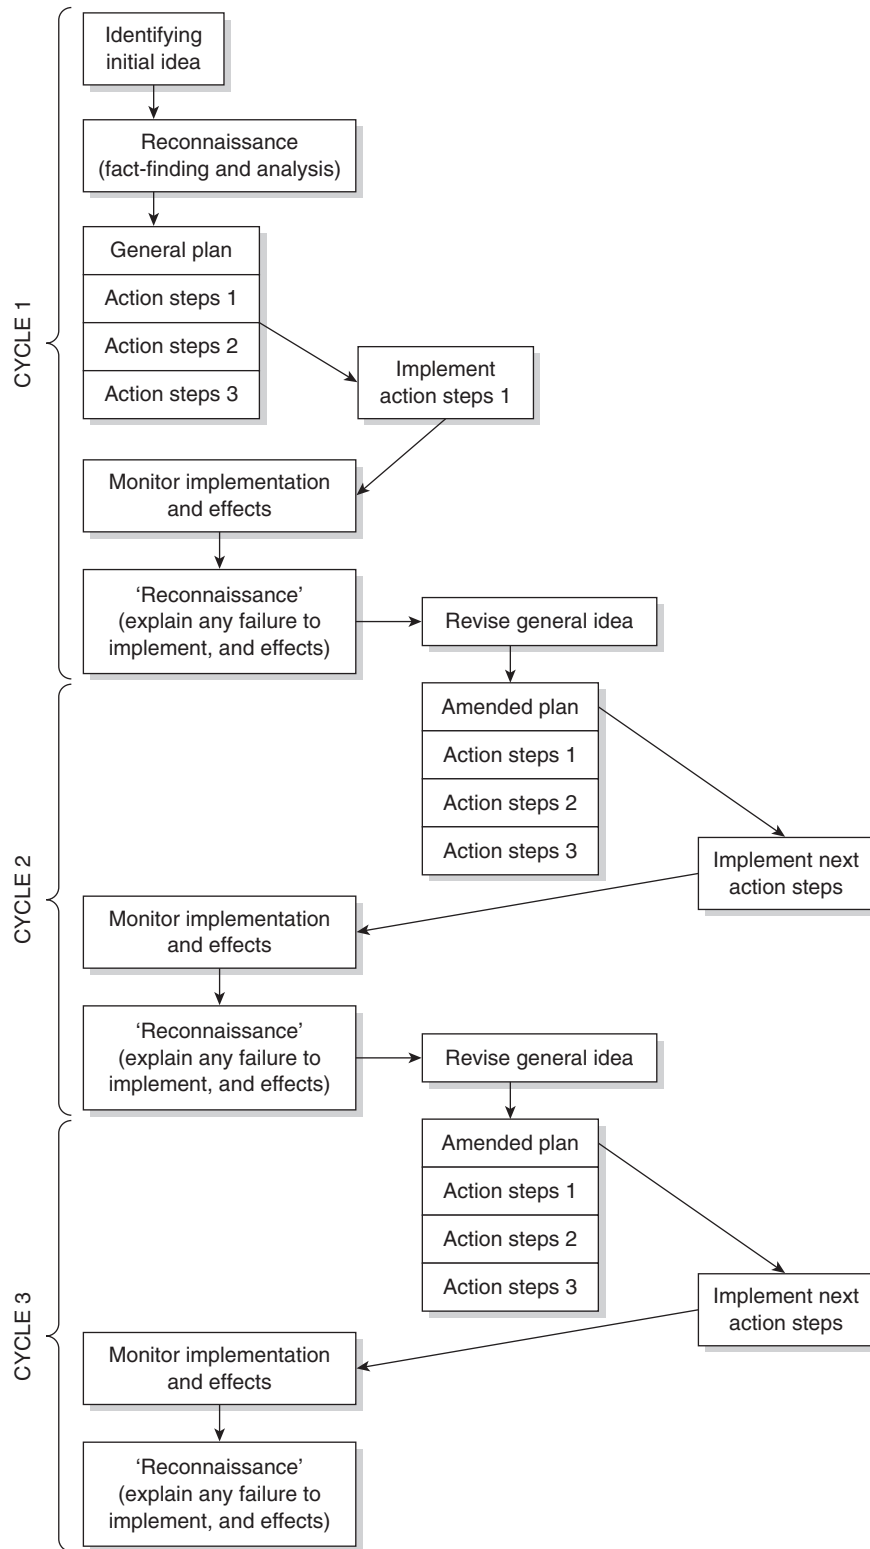 Identifying
initial idea
Reconnaissance
(fact-finding and analysis)
General plan
Action steps 1
Action steps 2
Action steps 3
CYCLE 1
Implement
action steps 1
Monitor implementation
and effects
‘Reconnaissance’
(explain any failure to
implement, and effects)
Revise general idea
Amended plan
Action steps 1
Action steps 2
Action steps 3
CYCLE 2
Implement next
action steps
Monitor implementation
and effects
‘Reconnaissance’
(explain any failure to
implement, and effects)
Revise general idea
Amended plan
Action steps 1
Action steps 2
Action steps 3
CYCLE 3
Implement next
action steps
Monitor implementation
and effects
‘Reconnaissance’
(explain any failure to
implement, and effects)